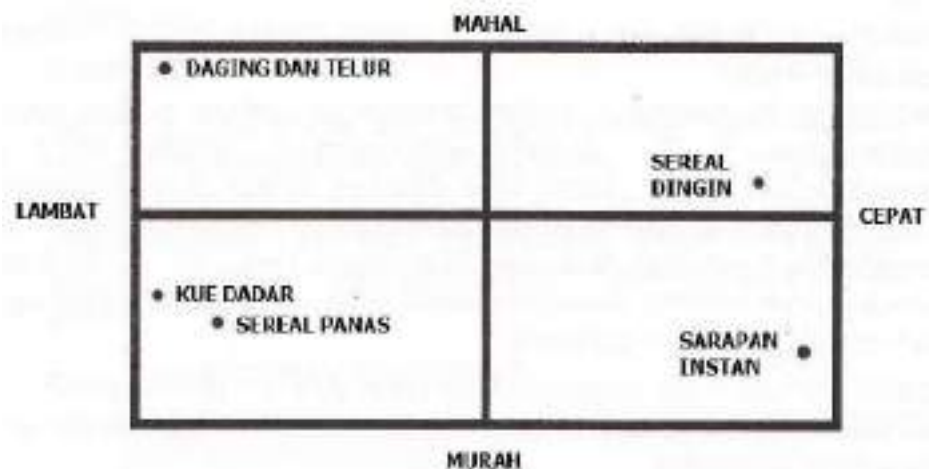 MAHAL
DAGING DAN TELUR
SEREAL
DINGIN
LAMBAT
CEPAT
KUE DADAR
SEREAL PANAS
SARAPAN
INSTAN
MURAH